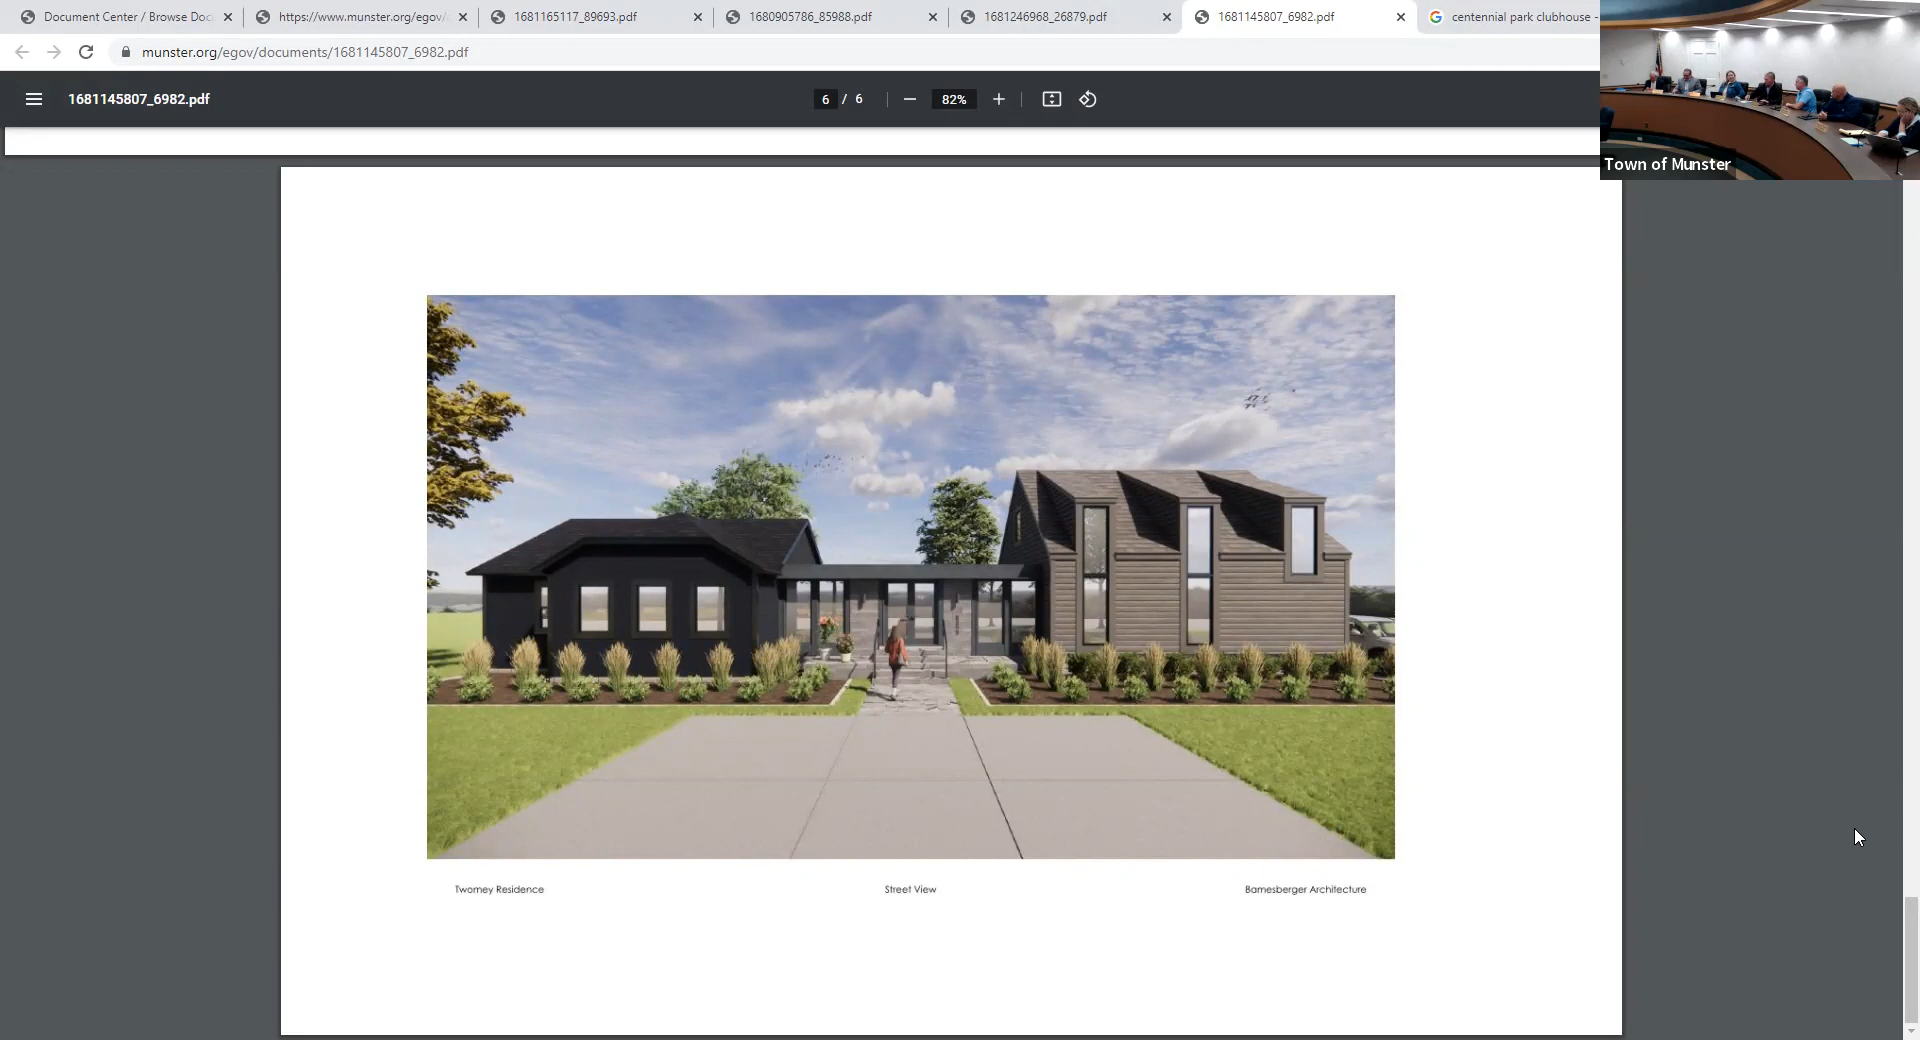 Document Center / Browse Doc
https://www.munster.org/egov/
1681165117_89693.pdf
1680905786_85988.pdf
1681246968_26879.pdf
1681145807_6982.pdf
centennial park clubhouse -
munster.org/egov/documents/1681145807_6982.pdf
1681145807_6982.pdf
6 / 6
82%
Town of Munster
Twomey Residence
Street View
Bamesberger Architecture